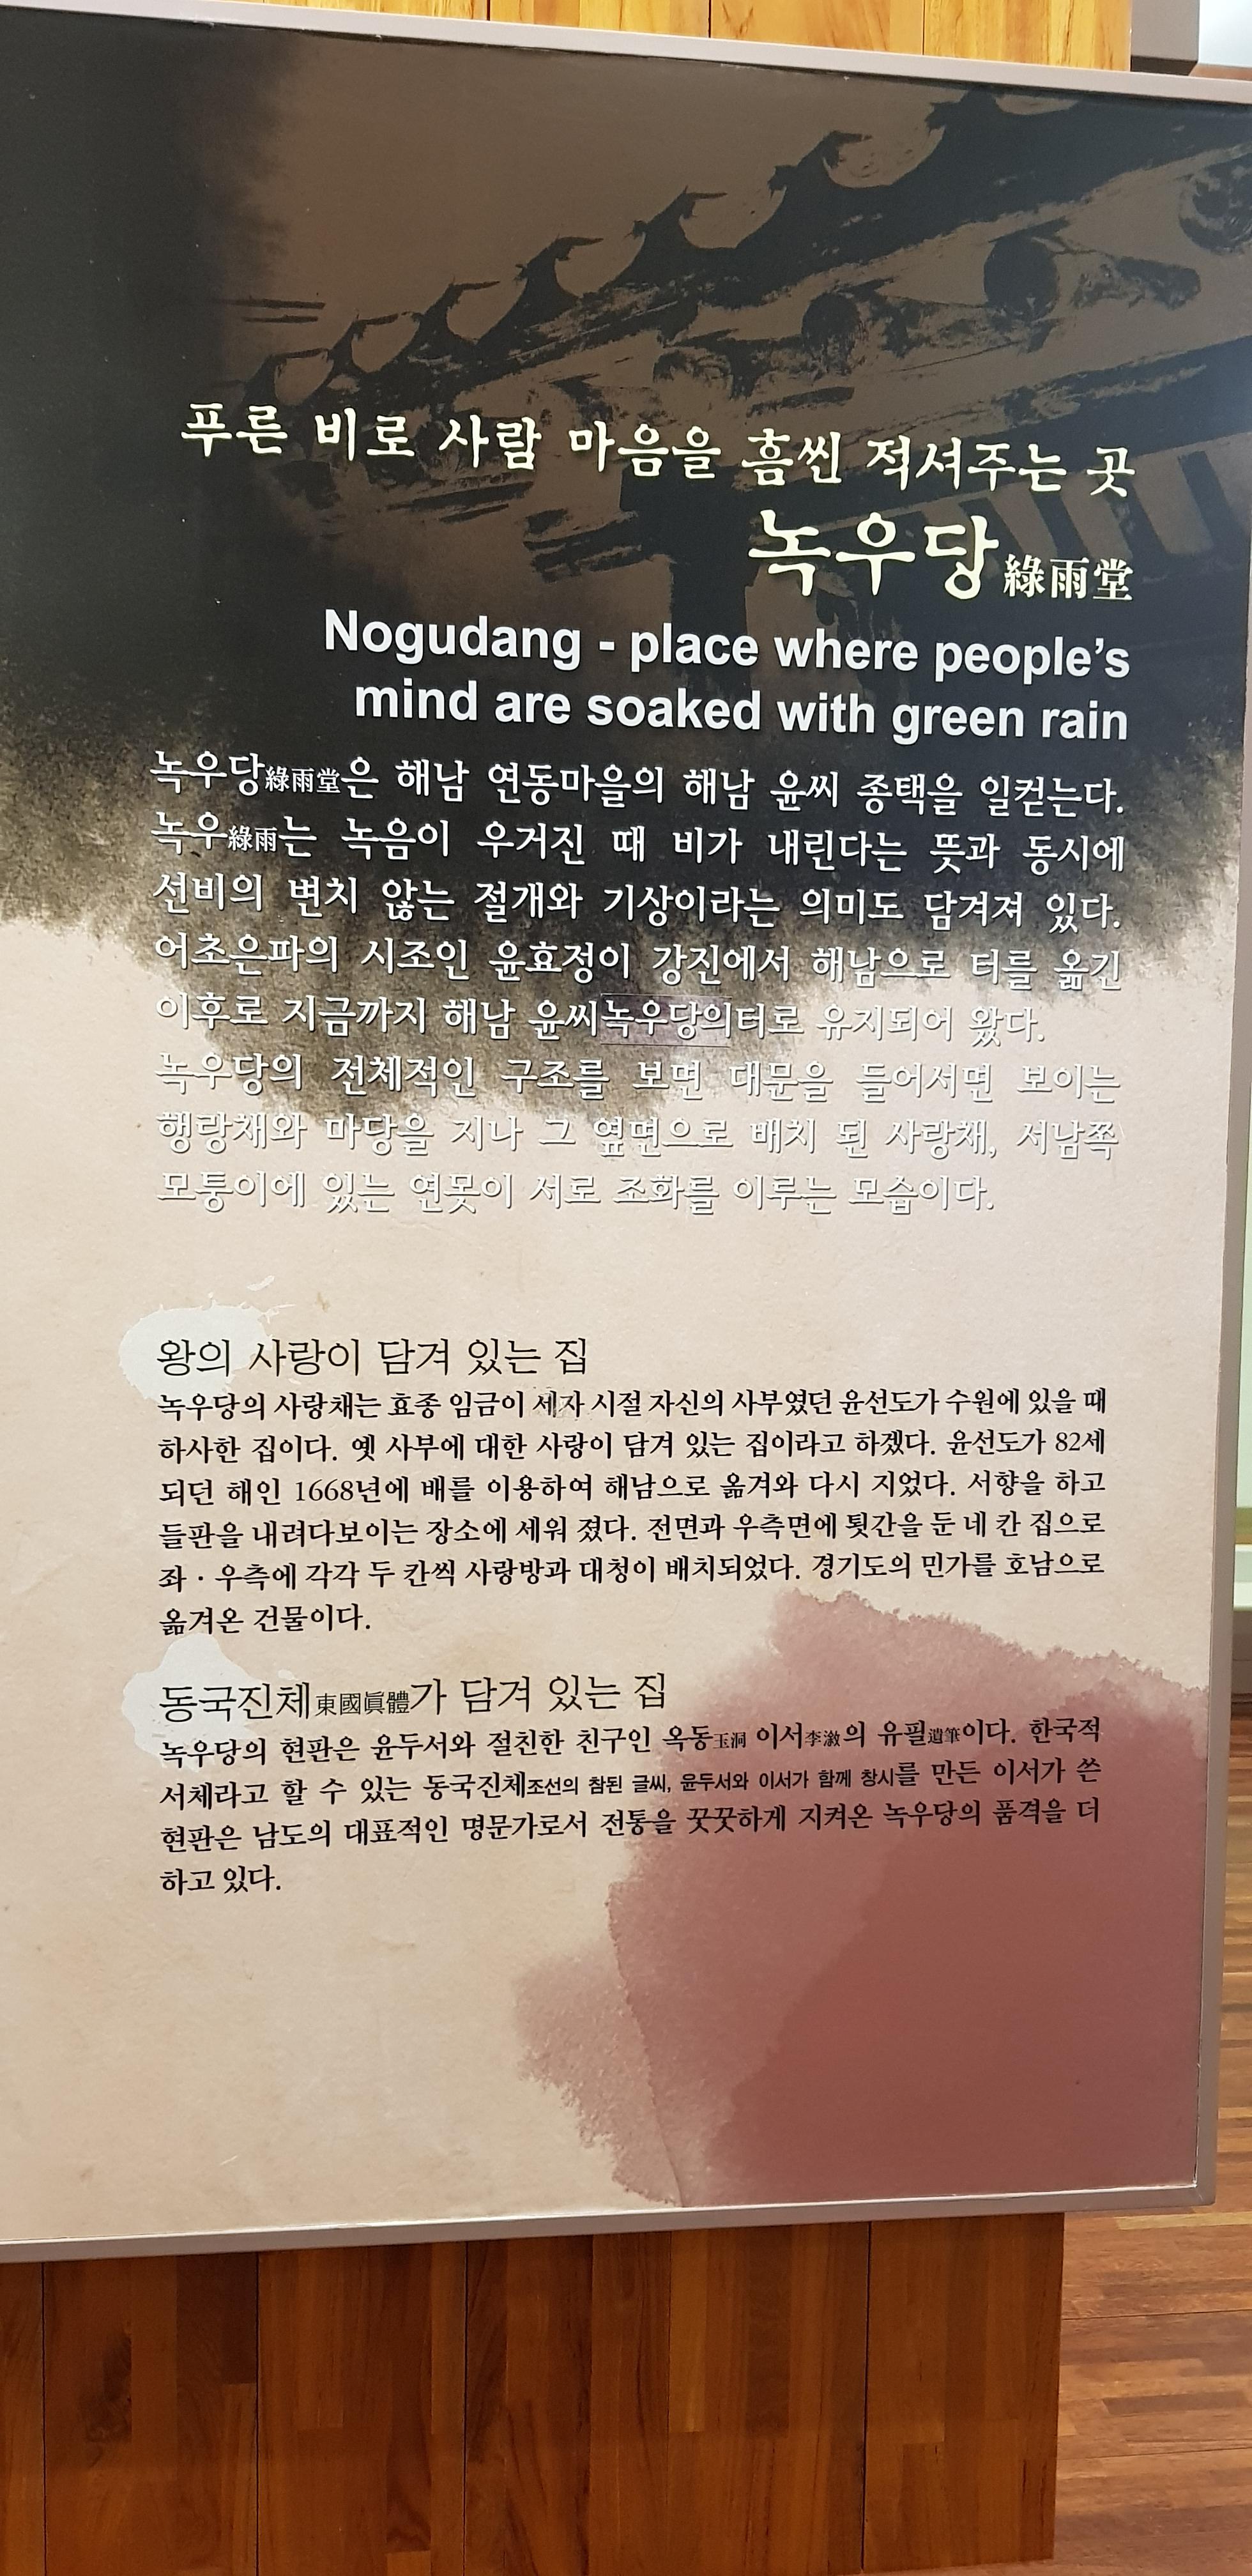 푸른 비로 사람 마음을 흠씬 적셔주는 곳
녹우당綠雨堂
Nogudang - place where people's
mind are soaked with green rain
녹우당綠雨堂은 해남 연동마을의 해남 윤씨 종택을 일컫는다.
녹우綠雨는 녹음이 우거진 때 비가 내린다는 뜻과 동시에
선비의 변치 않는 절개와 기상이라는 의미도 담겨져 있다.
어초은파의 시조인 윤효정이 강진에서 해남으로 터를 옮긴
이후로 지금까지 해남 윤씨녹우당의터로 유지되어 왔다.
녹우당의 전체적인 구조를 보면 대문을 들어서면 보이는
행랑채와 마당을 지나 그 옆면으로 배치 된 사랑채, 서남쪽
모퉁이에 있는 연못이 서로 조화를 이루는 모습이다.
왕의 사랑이 담겨 있는 집
녹우당의 사랑채는 효종 임금이 세자 시절 자신의 사부였던 윤선도가 수원에 있을 때
하사한 집이다. 옛 사부에 대한 사랑이 담겨 있는 집이라고 하겠다. 윤선도가 82세
되던 해인 1668년에 배를 이용하여 해남으로 옮겨와 다시 지었다. 서향을 하고
들판을 내려다보이는 장소에 세워 졌다. 전면과 우측면에 툇간을 둔 네 칸 집으로
좌·우측에 각각 두 칸씩 사랑방과 대청이 배치되었다. 경기도의 민가를 호남으로
옮겨온 건물이다.
동국진체東國眞體가 담겨 있는 집
녹우당의 현판은 윤두서와 절친한 친구인 옥동玉洞 이서李漵의 유필遺筆이다. 한국적
서체라고 할 수 있는 동국진체조선의 참된 글씨, 윤두서와 이서가 함께 창시를 만든 이서가 쓴
현판은 남도의 대표적인 명문가로서 전통을 꿋꿋하게 지켜온 녹우당의 품격을 더
하고 있다.